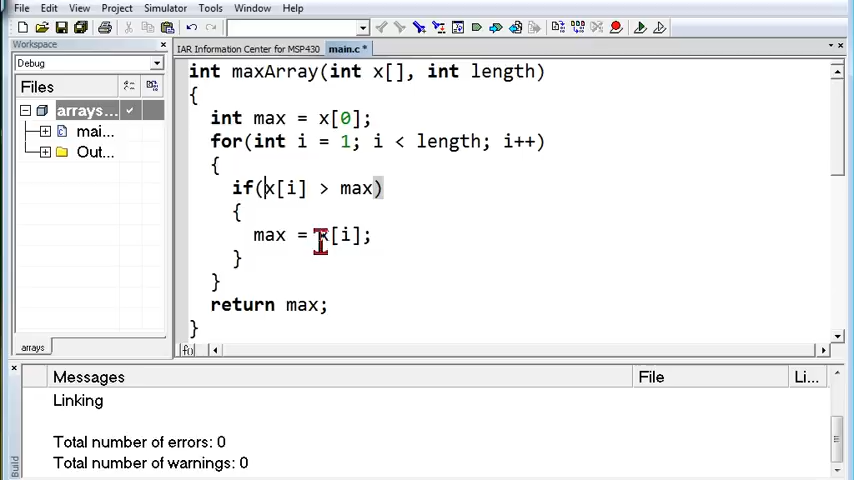 File Edit View Project Simulator Tools Window Help
Workspace
IAR Information Center for MSP430 main.c *
Debug
Files
arrays...
mai...
Out...
int maxArray(int x[], int length)
{
int max = x[0];
for(int i = 1; i < length; i++)
{
if(x[i] > max)
{
max = x[i];
}
}
return max;
}
arrays
f()
Messages File Li...
Linking
Total number of errors: 0
Total number of warnings: 0
Build